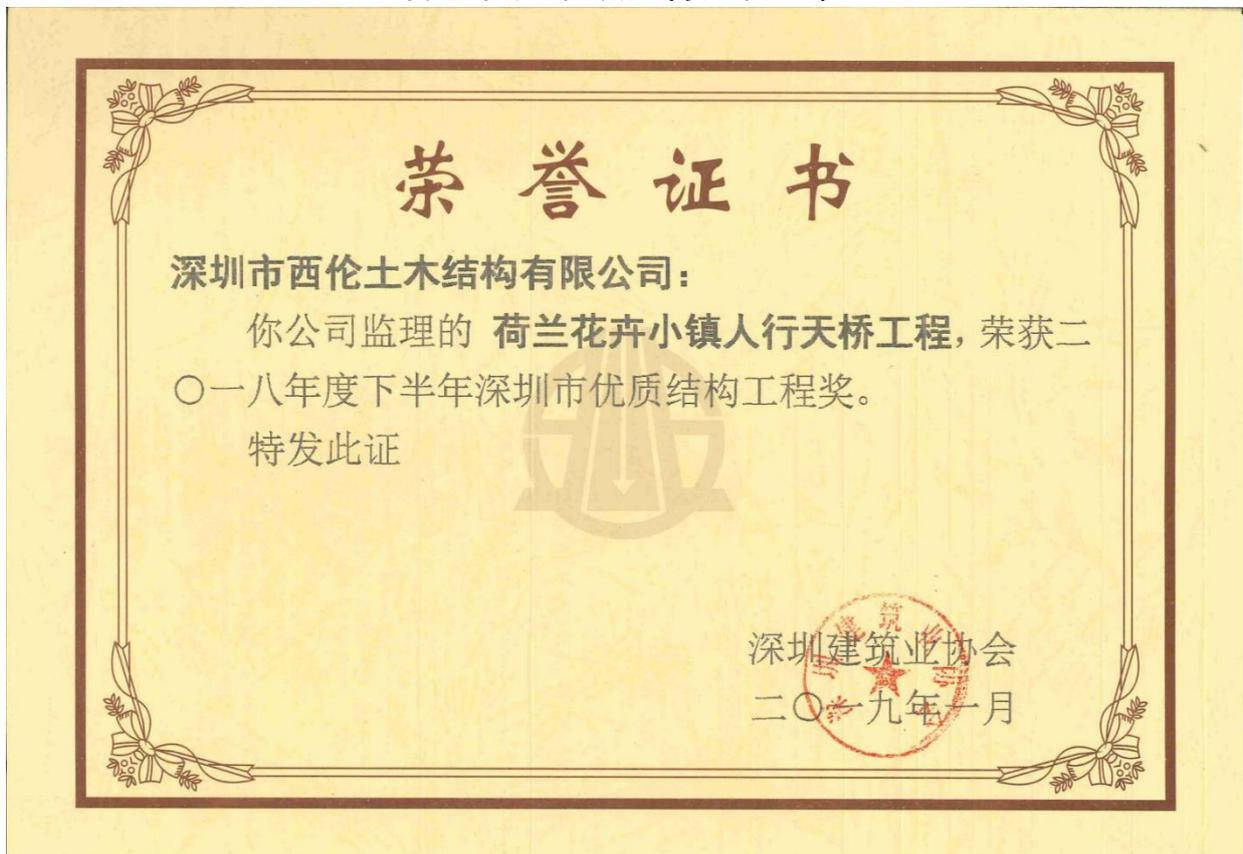 荣誉证书
深圳市西伦土木结构有限公司：
你公司监理的 荷兰花卉小镇人行天桥工程，荣获二
〇一八年度下半年深圳市优质结构工程奖。
特发此证
深圳建筑业协会
二〇一九年一月